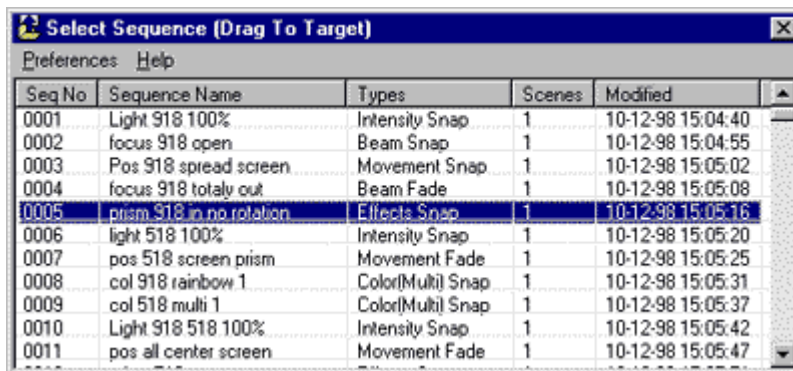 Select Sequence (Drag To Target)
Preferences Help
Seq No Sequence Name Types Scenes Modified
0001 Light 918 100% Intensity Snap 1 10-12-98 15:04:40
0002 focus 918 open Beam Snap 1 10-12-98 15:04:55
0003 Pos 918 spread screen Movement Snap 1 10-12-98 15:05:02
0004 focus 918 totaly out Beam Fade 1 10-12-98 15:05:08
0005 prism 918 in no rotation Effects Snap 1 10-12-98 15:05:16
0006 light 518 100% Intensity Snap 1 10-12-98 15:05:20
0007 pos 518 screen prism Movement Fade 1 10-12-98 15:05:25
0008 col 918 rainbow 1 Color(Multi) Snap 1 10-12-98 15:05:31
0009 col 518 multi 1 Color(Multi) Snap 1 10-12-98 15:05:37
0010 Light 918 518 100% Intensity Snap 1 10-12-98 15:05:42
0011 pos all center screen Movement Fade 1 10-12-98 15:05:47